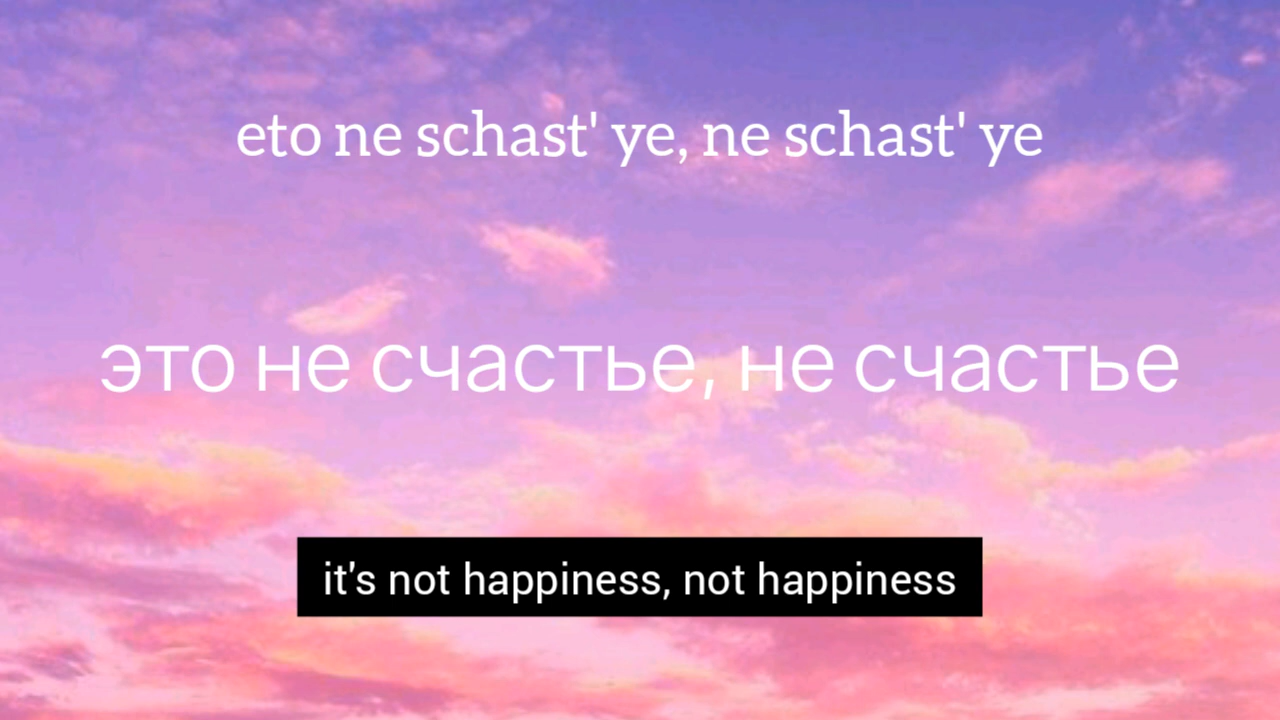 eto ne schast' ye, ne schast' ye
это не счастье, не счастье
it's not happiness, not happiness